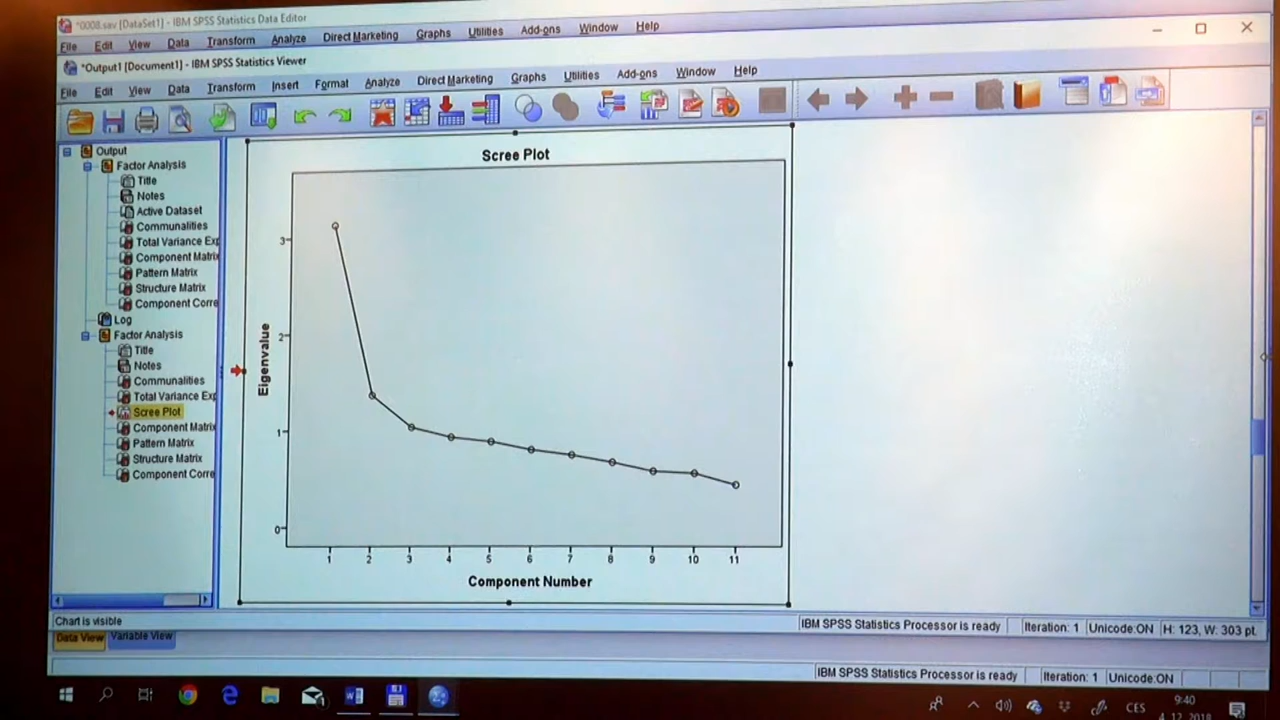 *0008.sav [DataSet1] - IBM SPSS Statistics Data Editor
File Edit View Data Transform Analyze Direct Marketing Graphs Utilities Add-ons Window Help
*Output1 [Document1] - IBM SPSS Statistics Viewer
File Edit View Data Transform Insert Format Analyze Direct Marketing Graphs Utilities Add-ons Window Help
Output
Factor Analysis
Title
Notes
Active Dataset
Communalities
Total Variance Exp
Component Matrix
Pattern Matrix
Structure Matrix
Component Corre
Log
Factor Analysis
Title
Notes
Communalities
Total Variance Exp
Scree Plot
Component Matrix
Pattern Matrix
Structure Matrix
Component Corre
Scree Plot
Eigenvalue
3
2
1
0
1 2 3 4 5 6 7 8 9 10 11
Component Number
Chart is visible
IBM SPSS Statistics Processor is ready Iteration: 1 Unicode:ON H: 123, W: 303 pt.
Data View Variable View
IBM SPSS Statistics Processor is ready Iteration: 1 Unicode:ON
CES
9:40
4. 12. 2018